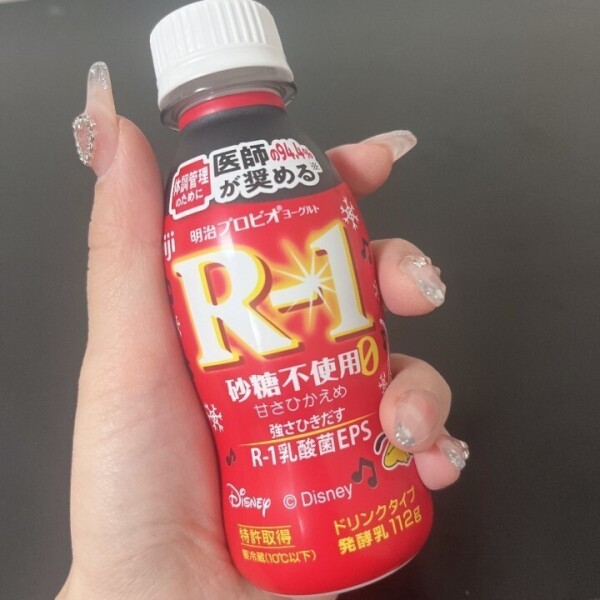 体調管理
のために
医師の94.4%
が奨める※
明治プロビオ®ヨーグルト
R-1
砂糖不使用0
甘さひかえめ
強さひきだす
R-1乳酸菌EPS
Disney
© Disney
特許取得
要冷蔵(10℃以下)
ドリンクタイプ
発酵乳 112g